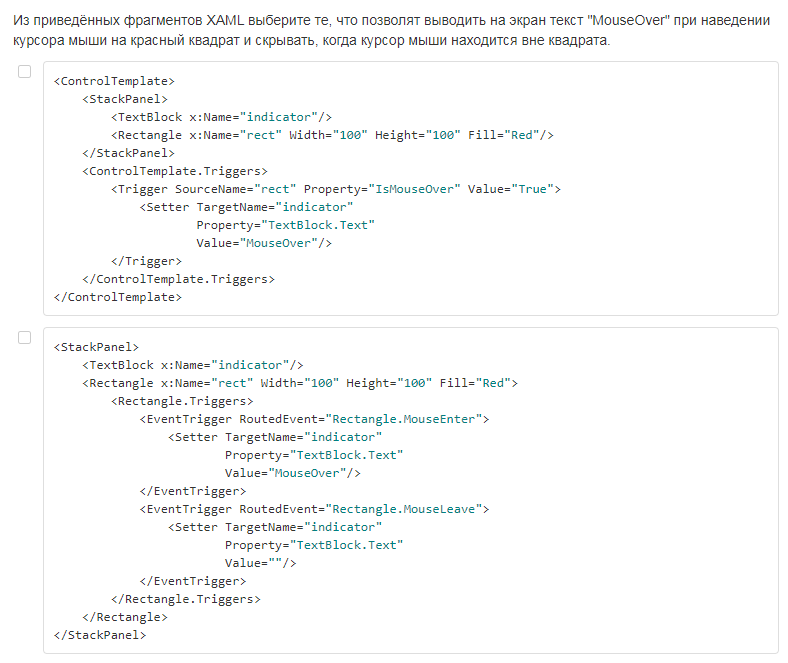 Из приведённых фрагментов XAML выберите те, что позволят выводить на экран текст "MouseOver" при наведении
курсора мыши на красный квадрат и скрывать, когда курсор мыши находится вне квадрата.
<ControlTemplate>
    <StackPanel>
        <TextBlock x:Name="indicator"/>
        <Rectangle x:Name="rect" Width="100" Height="100" Fill="Red"/>
    </StackPanel>
    <ControlTemplate.Triggers>
        <Trigger SourceName="rect" Property="IsMouseOver" Value="True">
            <Setter TargetName="indicator"
                    Property="TextBlock.Text"
                    Value="MouseOver"/>
        </Trigger>
    </ControlTemplate.Triggers>
</ControlTemplate>
<StackPanel>
    <TextBlock x:Name="indicator"/>
    <Rectangle x:Name="rect" Width="100" Height="100" Fill="Red">
        <Rectangle.Triggers>
            <EventTrigger RoutedEvent="Rectangle.MouseEnter">
                <Setter TargetName="indicator"
                        Property="TextBlock.Text"
                        Value="MouseOver"/>
            </EventTrigger>
            <EventTrigger RoutedEvent="Rectangle.MouseLeave">
                <Setter TargetName="indicator"
                        Property="TextBlock.Text"
                        Value=""/>
            </EventTrigger>
        </Rectangle.Triggers>
    </Rectangle>
</StackPanel>